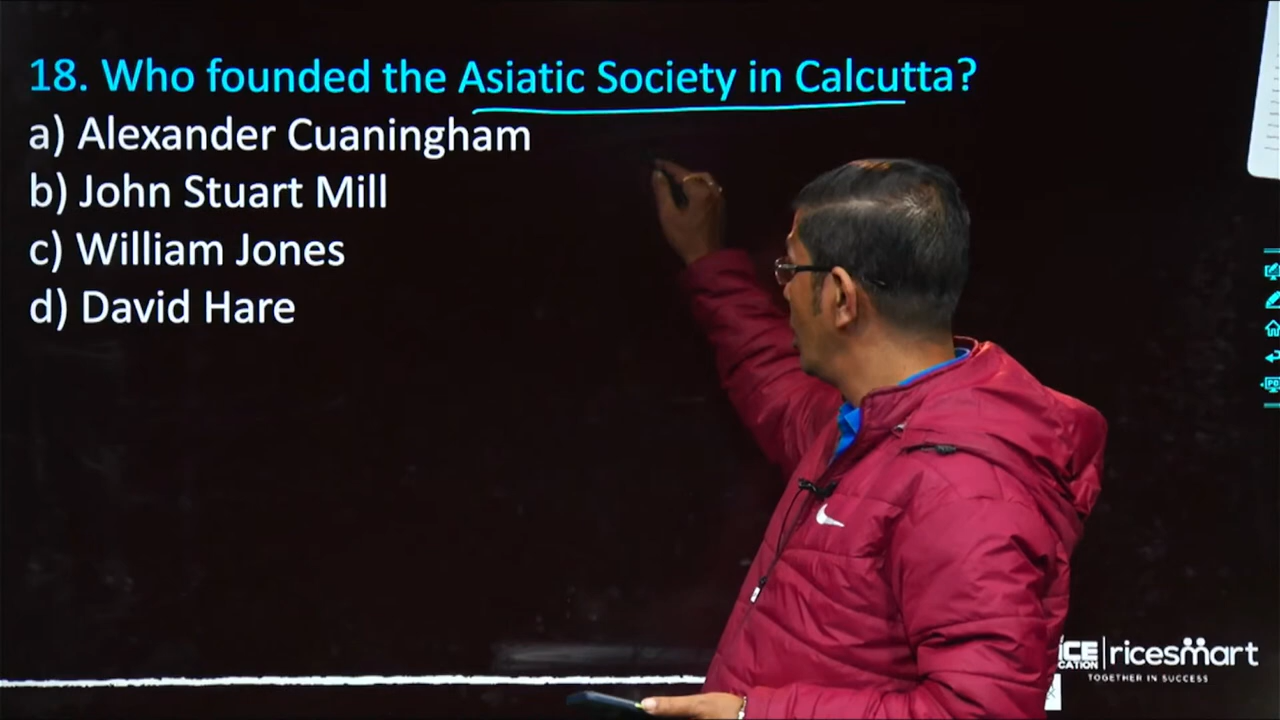 18. Who founded the Asiatic Society in Calcutta?
a) Alexander Cuaningham
b) John Stuart Mill
c) William Jones
d) David Hare
ricesmart
TOGETHER IN SUCCESS